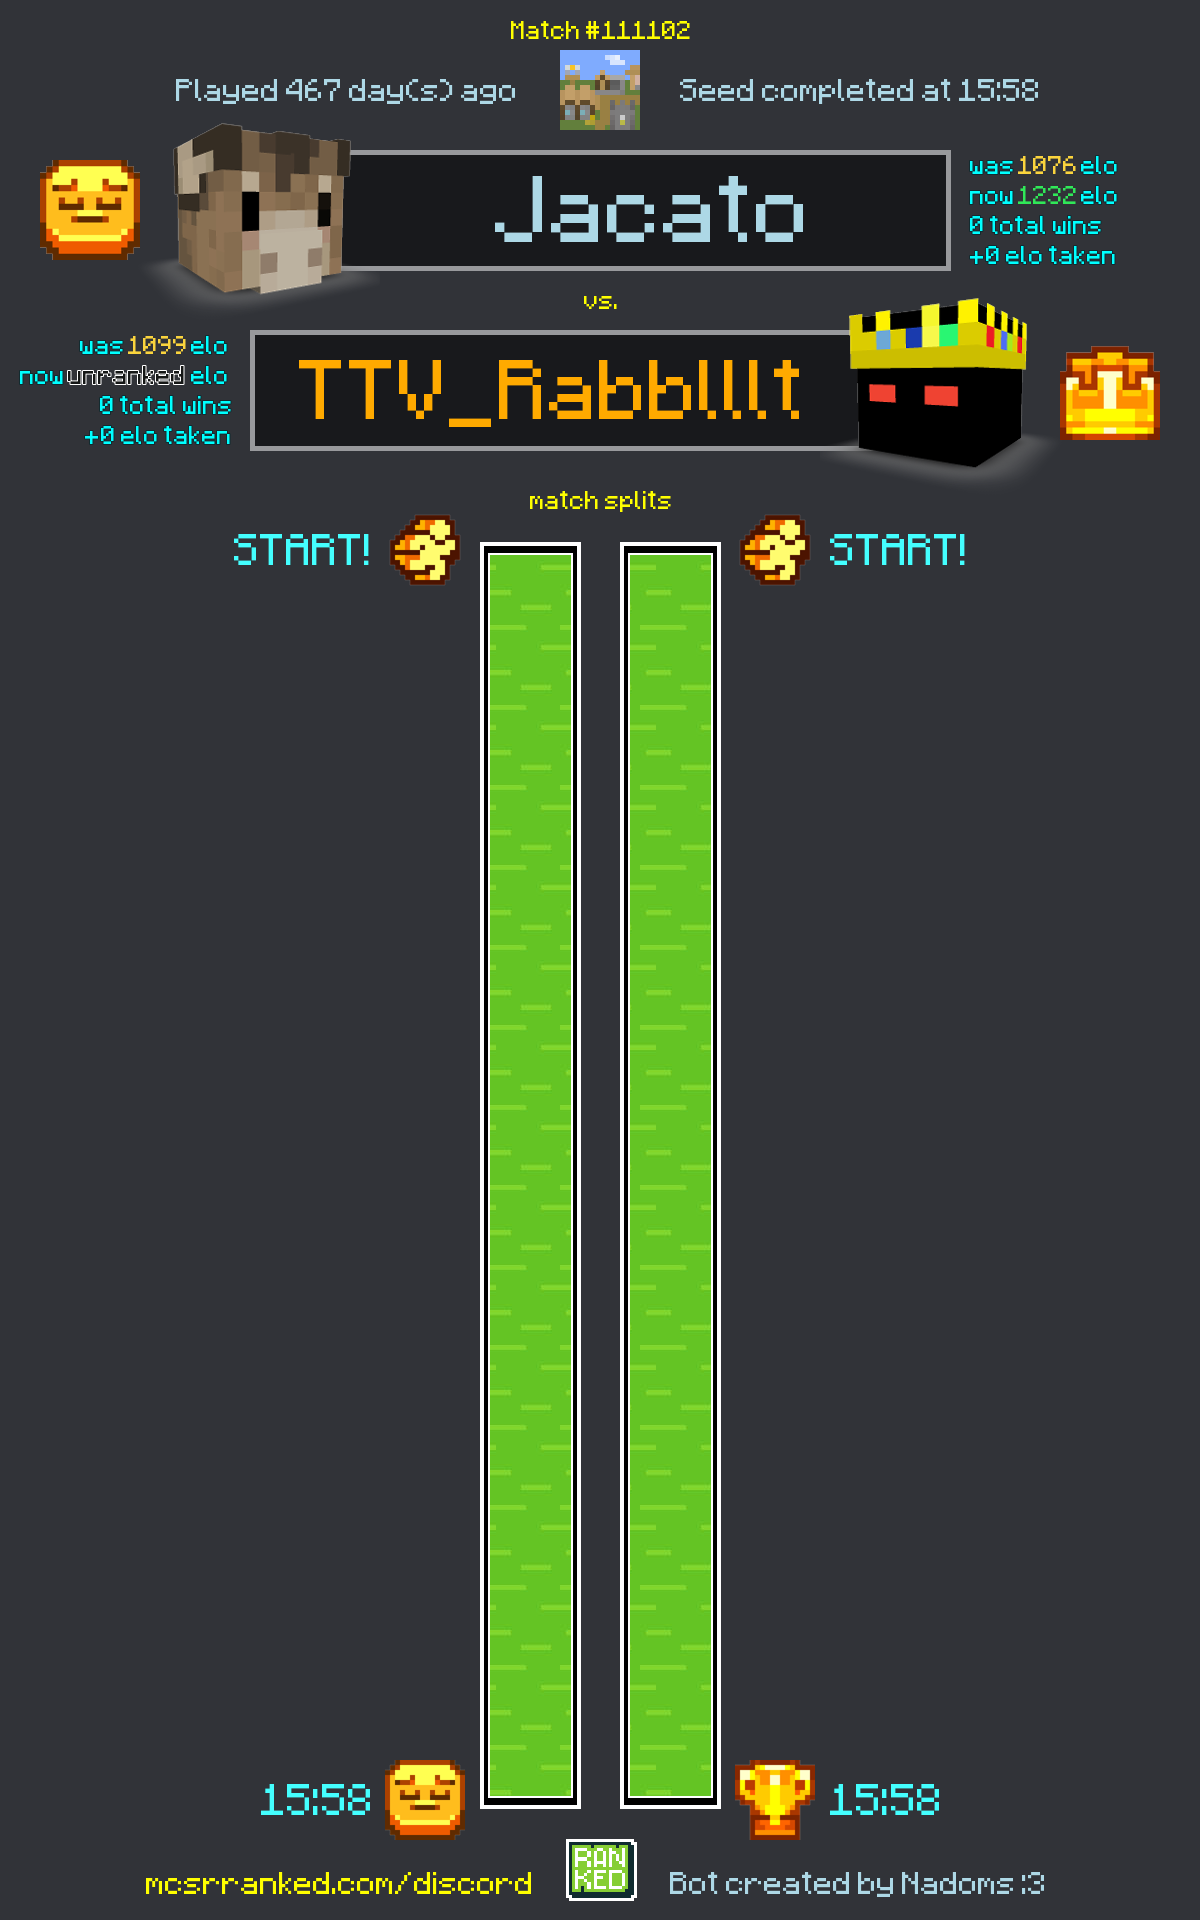 Match #111102
Played 467 day(s) ago
Seed completed at 15:58
Jacato
was 1076 elo
now 1232 elo
0 total wins
+0 elo taken
vs.
was 1099 elo
now unranked elo
0 total wins
+0 elo taken
TTV_Rabb!!!t
match splits
START!
START!
15:58
15:58
mcsrranked.com/discord
RAN
KED
Bot created by Nadoms :3